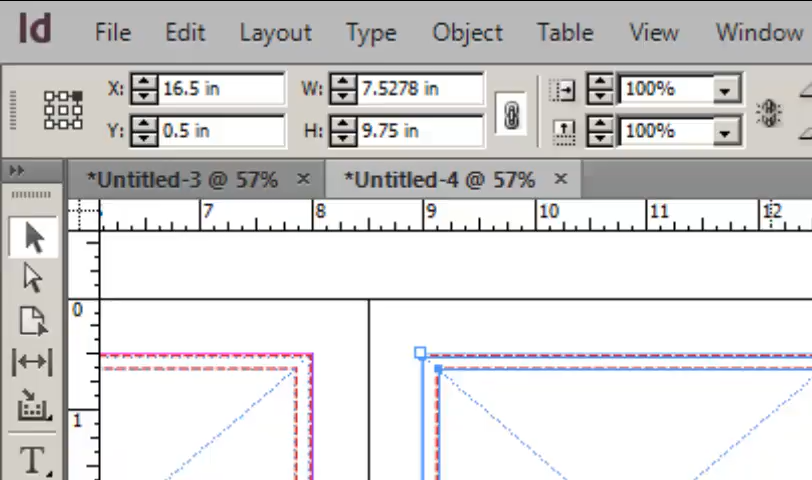 Id File Edit Layout Type Object Table View Window
X: 16.5 in W: 7.5278 in 100%
Y: 0.5 in H: 9.75 in 100%
*Untitled-3 @ 57% × *Untitled-4 @ 57% ×
7 8 9 10 11 12
0
1
T